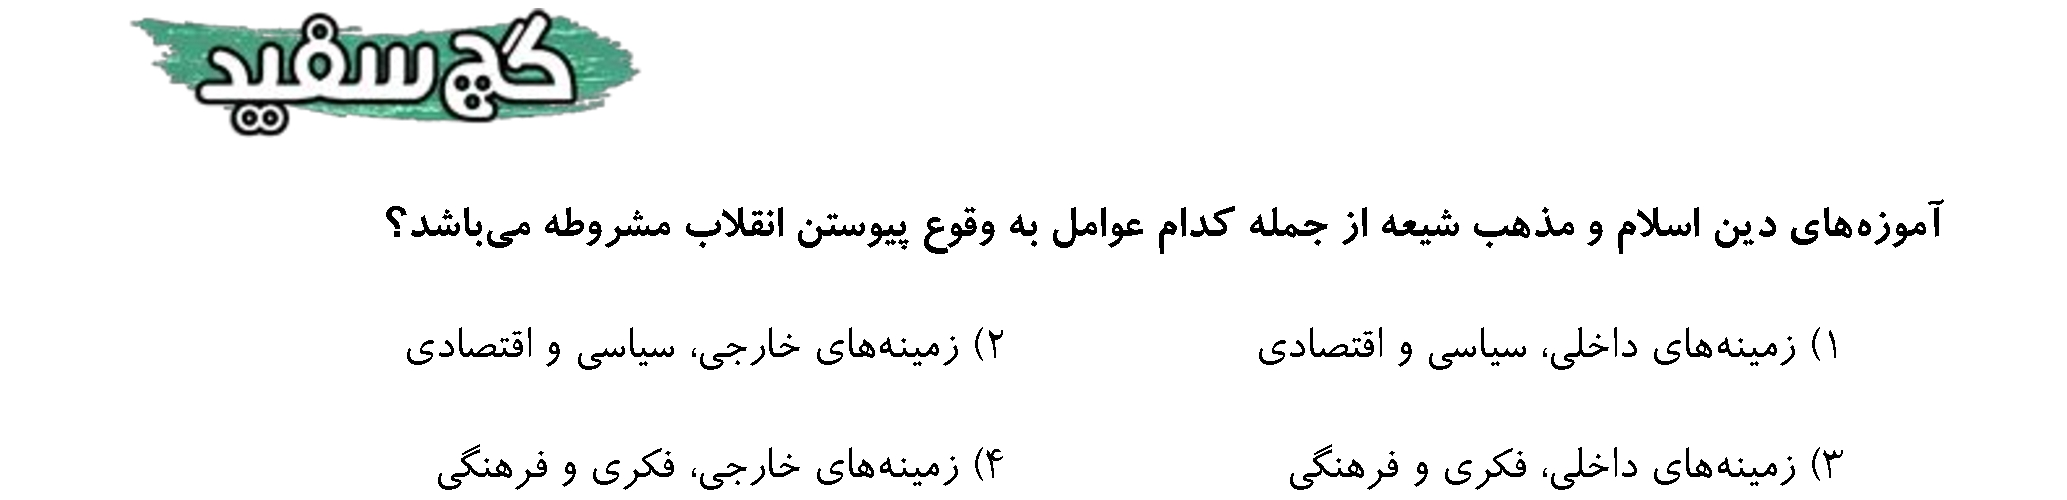 گچ سفید
آموزه‌های دین اسلام و مذهب شیعه از جمله کدام عوامل به وقوع پیوستن انقلاب مشروطه می‌باشد؟
۱) زمینه‌های داخلی، سیاسی و اقتصادی ۲) زمینه‌های خارجی، سیاسی و اقتصادی
۳) زمینه‌های داخلی، فکری و فرهنگی ۴) زمینه‌های خارجی، فکری و فرهنگی